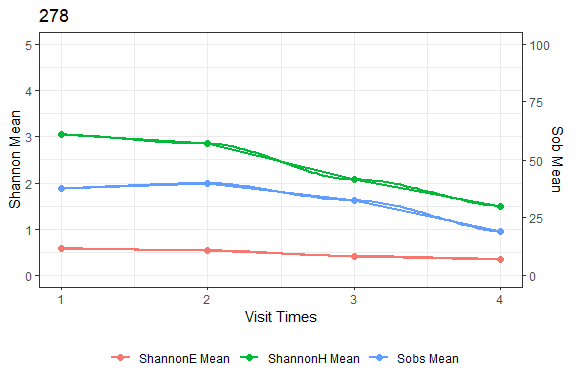 278
5
4
3
2
1
0
Shannon Mean
100
75
50
25
0
Sob Mean
1 2 3 4
Visit Times
ShannonE Mean ShannonH Mean Sobs Mean